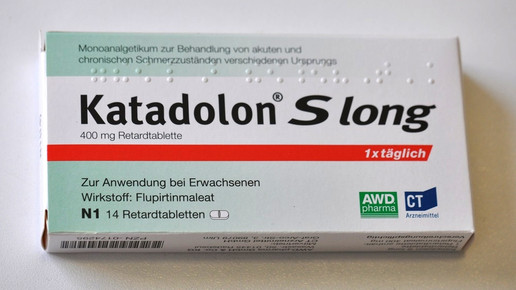 Monoanalgetikum zur Behandlung von akuten und
chronischen Schmerzzuständen verschiedenen Ursprungs
Katadolon® S long
400 mg Retardtablette
1x täglich
Zur Anwendung bei Erwachsenen
Wirkstoff: Flupirtinmaleat
N1 14 Retardtabletten
AWD
pharma
CT
Arzneimittel